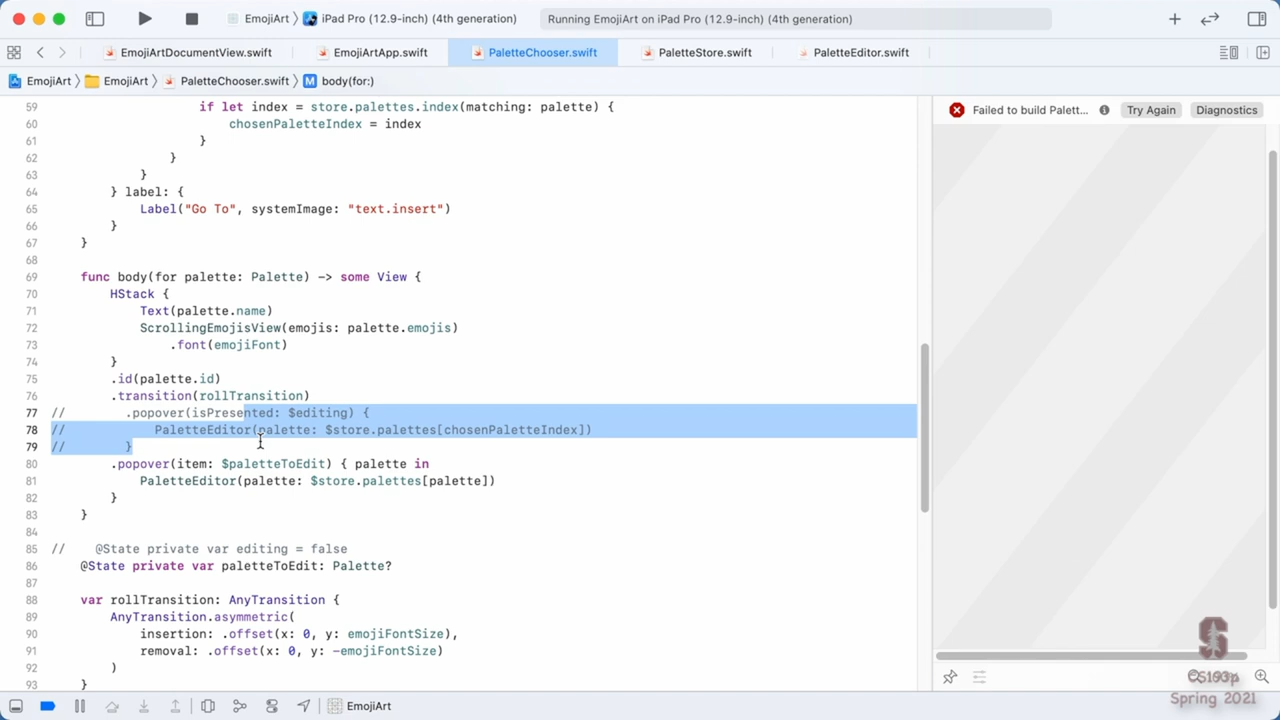 EmojiArt iPad Pro (12.9-inch) (4th generation) Running EmojiArt on iPad Pro (12.9-inch) (4th generation)
EmojiArtDocumentView.swift EmojiArtApp.swift PaletteChooser.swift PaletteStore.swift PaletteEditor.swift
EmojiArt EmojiArt PaletteChooser.swift M body(for:)
59 if let index = store.palettes.index(matching: palette) {
60 chosenPaletteIndex = index
61 }
62 }
63 }
64 } label: {
65 Label("Go To", systemImage: "text.insert")
66 }
67 }
68
69 func body(for palette: Palette) -> some View {
70 HStack {
71 Text(palette.name)
72 ScrollingEmojisView(emojis: palette.emojis)
73 .font(emojiFont)
74 }
75 .id(palette.id)
76 .transition(rollTransition)
77 // .popover(isPresented: $editing) {
78 // PaletteEditor(palette: $store.palettes[chosenPaletteIndex])
79 // }
80 .popover(item: $paletteToEdit) { palette in
81 PaletteEditor(palette: $store.palettes[palette])
82 }
83 }
84
85 // @State private var editing = false
86 @State private var paletteToEdit: Palette?
87
88 var rollTransition: AnyTransition {
89 AnyTransition.asymmetric(
90 insertion: .offset(x: 0, y: emojiFontSize),
91 removal: .offset(x: 0, y: -emojiFontSize)
92 )
93 }
Failed to build Palett... Try Again Diagnostics
EmojiArt
S
CS193p
Spring 2021